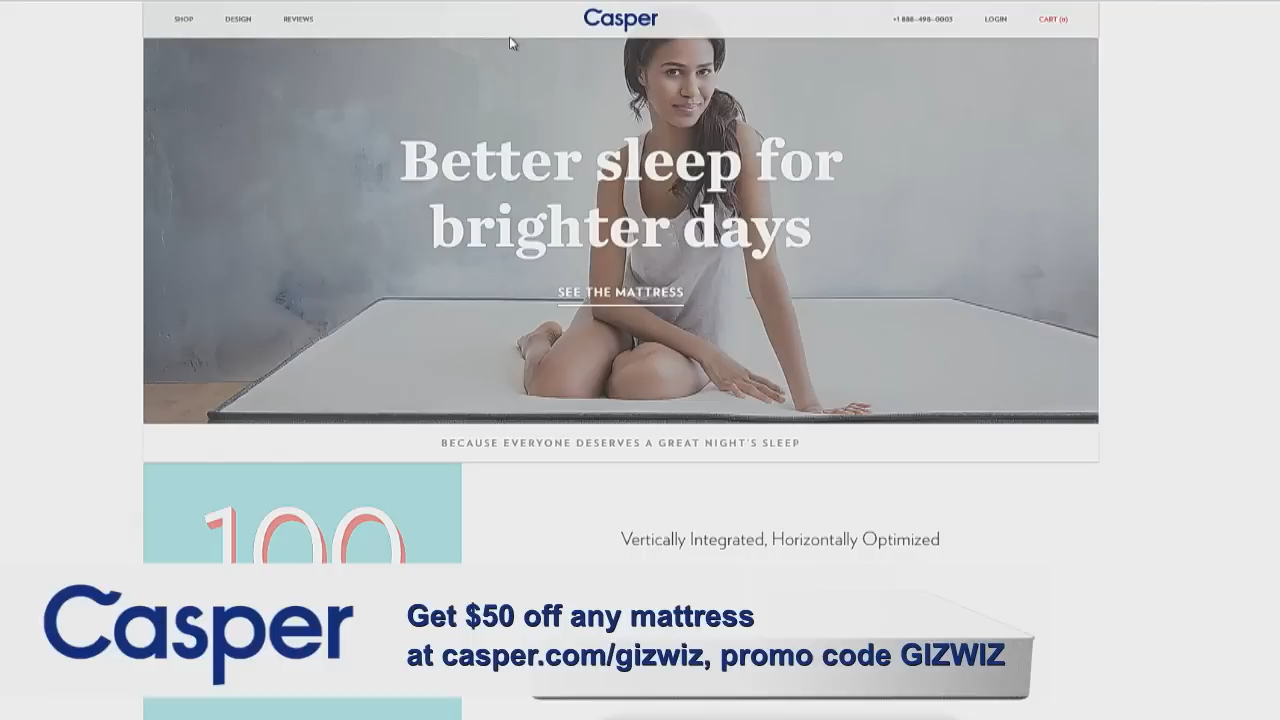 SHOP DESIGN REVIEWS Casper +1 888-498-0003 LOGIN CART (0)
Better sleep for
brighter days
SEE THE MATTRESS
BECAUSE EVERYONE DESERVES A GREAT NIGHT'S SLEEP
100
Vertically Integrated, Horizontally Optimized
Casper
Get $50 off any mattress
at casper.com/gizwiz, promo code GIZWIZ